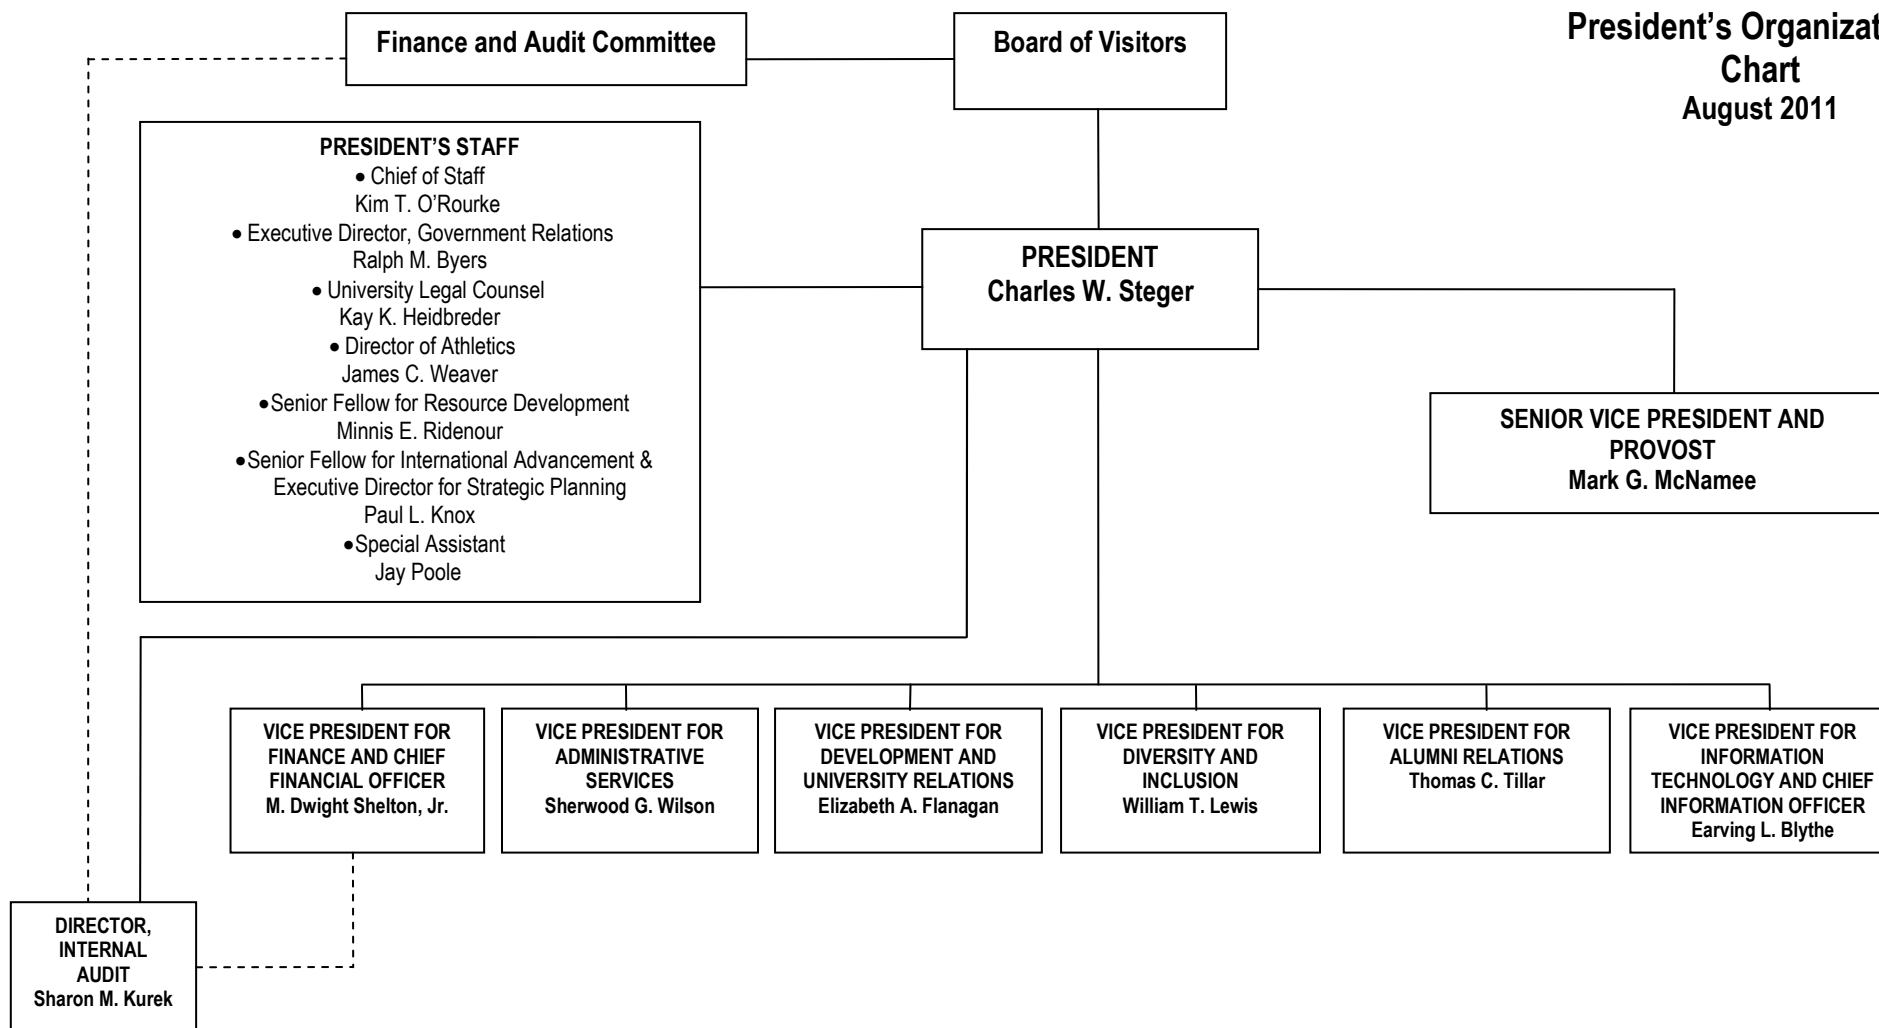 Finance and Audit Committee
Board of Visitors
President’s Organizat
Chart
August 2011
PRESIDENT’S STAFF
• Chief of Staff
Kim T. O’Rourke
• Executive Director, Government Relations
Ralph M. Byers
• University Legal Counsel
Kay K. Heidbreder
• Director of Athletics
James C. Weaver
•Senior Fellow for Resource Development
Minnis E. Ridenour
•Senior Fellow for International Advancement &
Executive Director for Strategic Planning
Paul L. Knox
•Special Assistant
Jay Poole
PRESIDENT
Charles W. Steger
SENIOR VICE PRESIDENT AND
PROVOST
Mark G. McNamee
VICE PRESIDENT FOR
FINANCE AND CHIEF
FINANCIAL OFFICER
M. Dwight Shelton, Jr.
VICE PRESIDENT FOR
ADMINISTRATIVE
SERVICES
Sherwood G. Wilson
VICE PRESIDENT FOR
DEVELOPMENT AND
UNIVERSITY RELATIONS
Elizabeth A. Flanagan
VICE PRESIDENT FOR
DIVERSITY AND
INCLUSION
William T. Lewis
VICE PRESIDENT FOR
ALUMNI RELATIONS
Thomas C. Tillar
VICE PRESIDENT FOR
INFORMATION
TECHNOLOGY AND CHIEF
INFORMATION OFFICER
Earving L. Blythe
DIRECTOR,
INTERNAL
AUDIT
Sharon M. Kurek